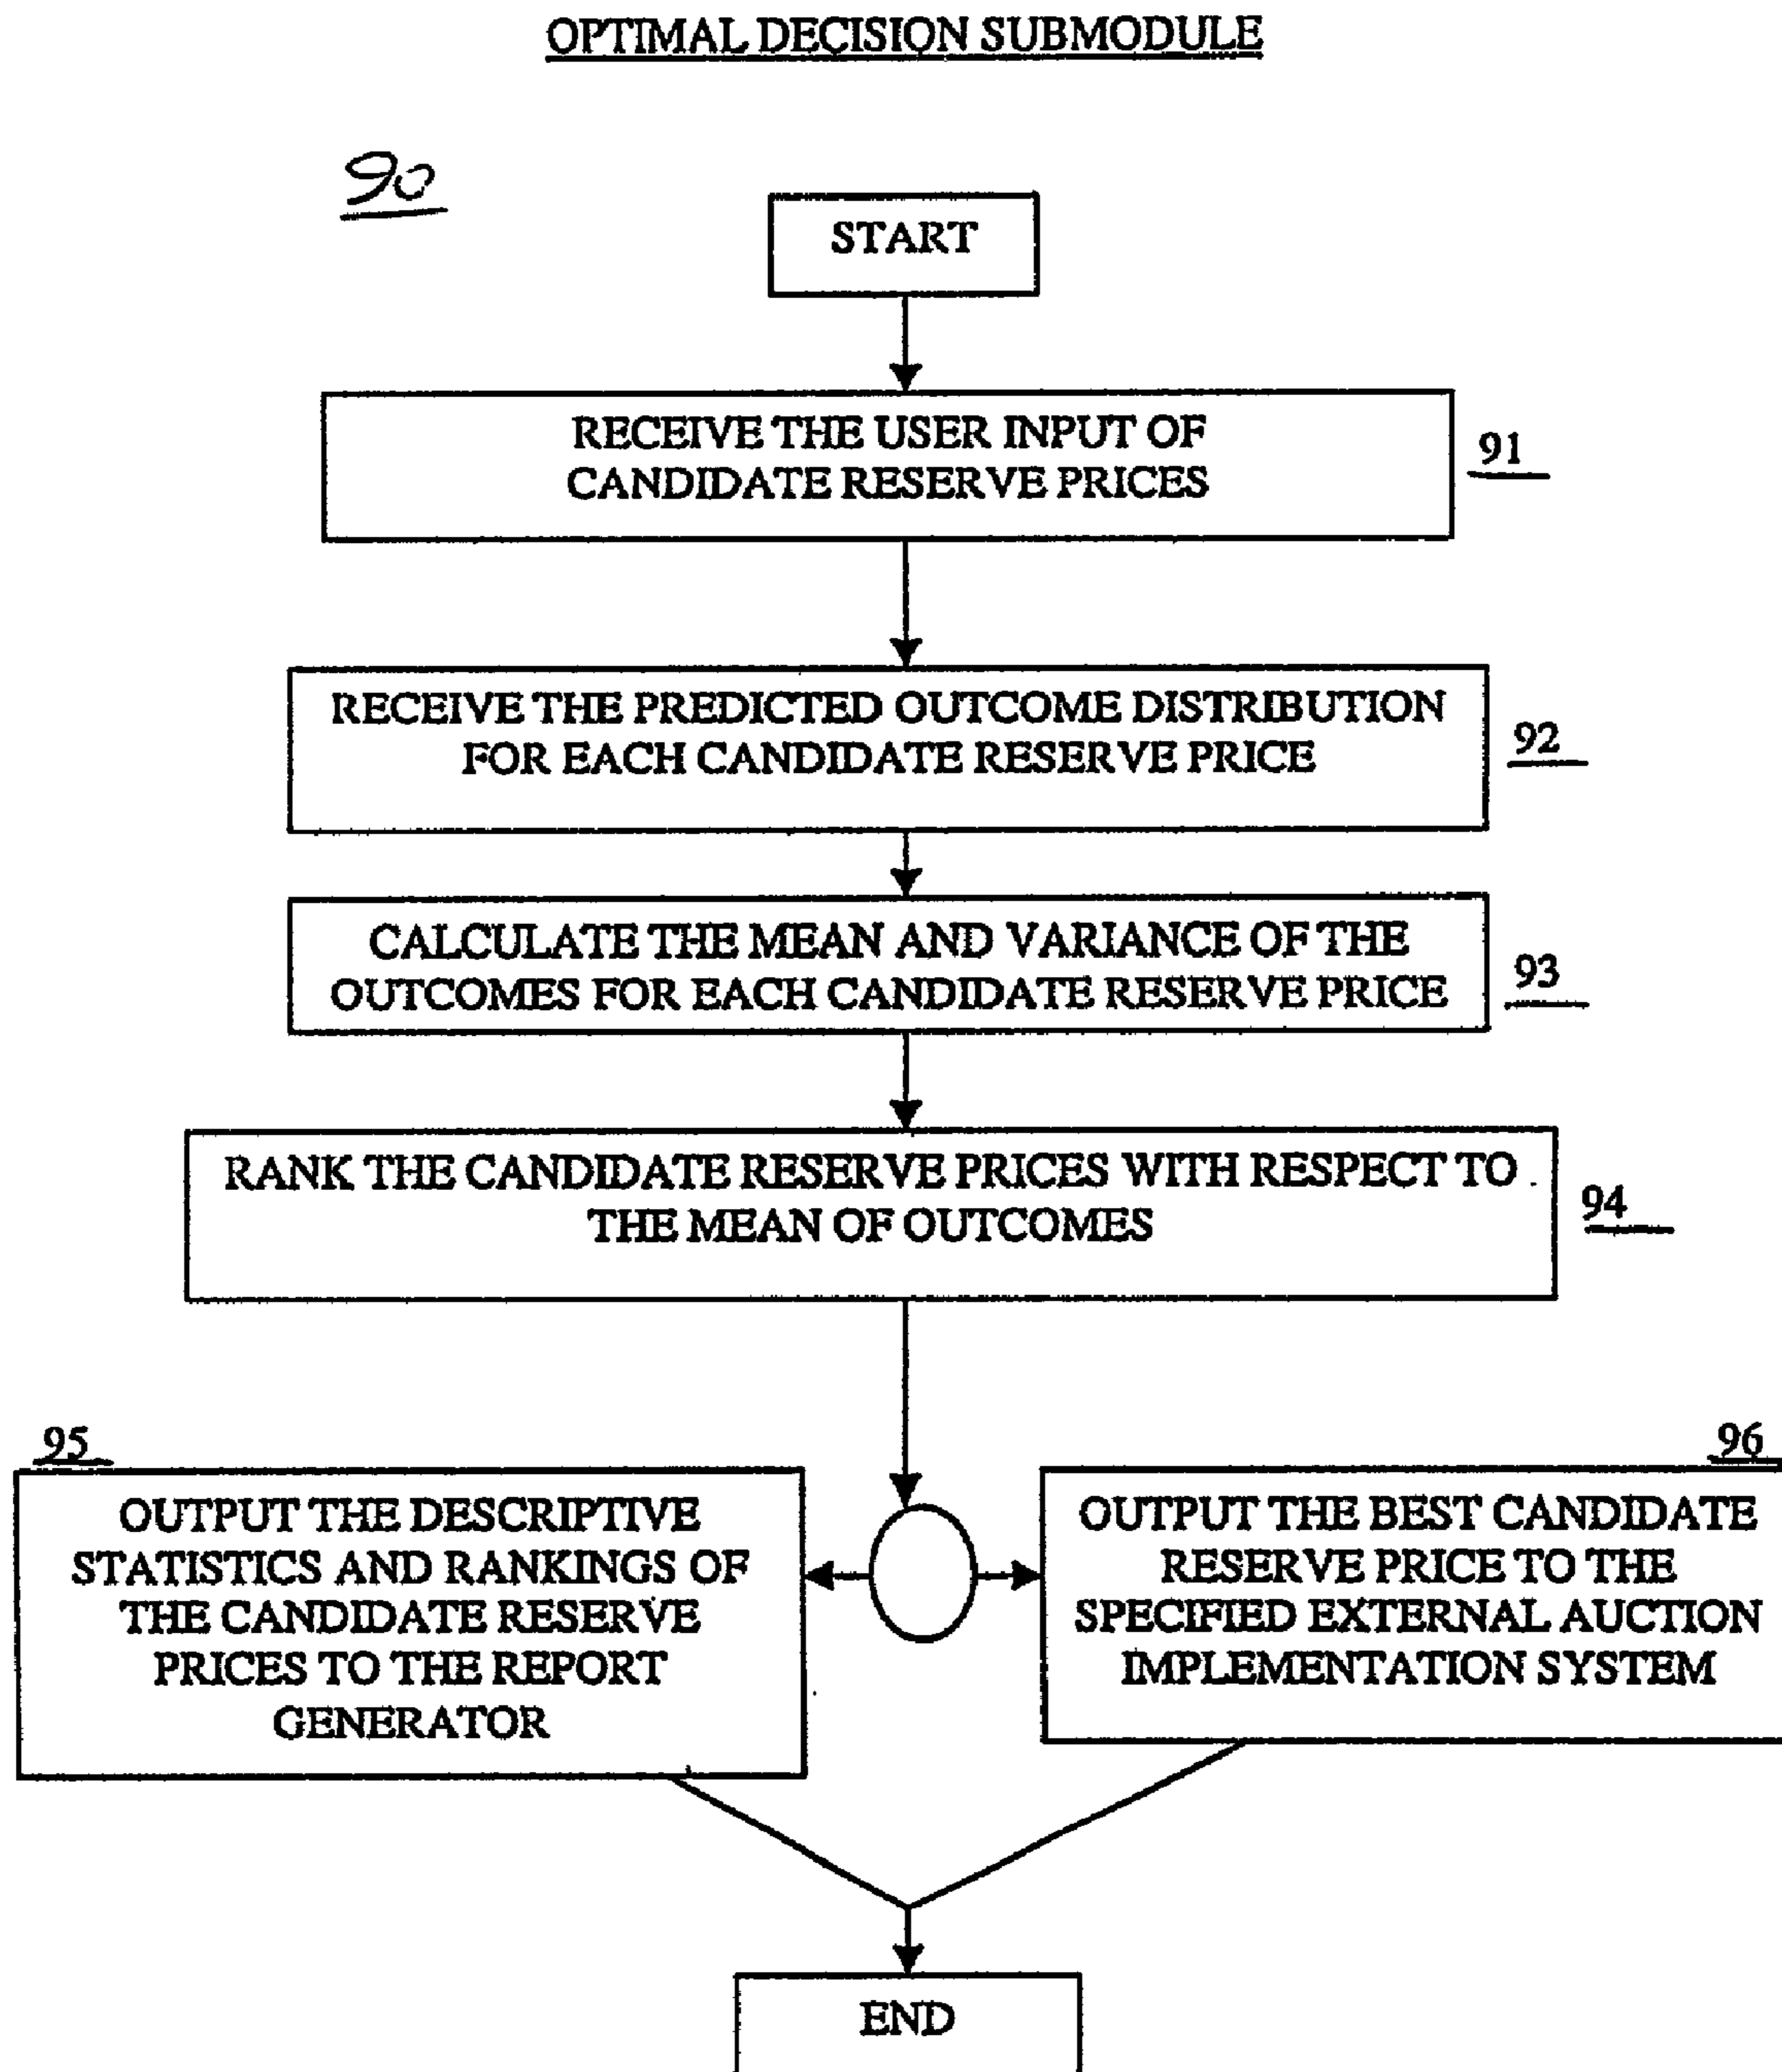 OPTIMAL DECISION SUBMODULE
90
START
RECEIVE THE USER INPUT OF
CANDIDATE RESERVE PRICES
91
RECEIVE THE PREDICTED OUTCOME DISTRIBUTION
FOR EACH CANDIDATE RESERVE PRICE
92
CALCULATE THE MEAN AND VARIANCE OF THE
OUTCOMES FOR EACH CANDIDATE RESERVE PRICE
93
RANK THE CANDIDATE RESERVE PRICES WITH RESPECT TO
THE MEAN OF OUTCOMES
94
95
OUTPUT THE DESCRIPTIVE
STATISTICS AND RANKINGS OF
THE CANDIDATE RESERVE
PRICES TO THE REPORT
GENERATOR
96
OUTPUT THE BEST CANDIDATE
RESERVE PRICE TO THE
SPECIFIED EXTERNAL AUCTION
IMPLEMENTATION SYSTEM
END